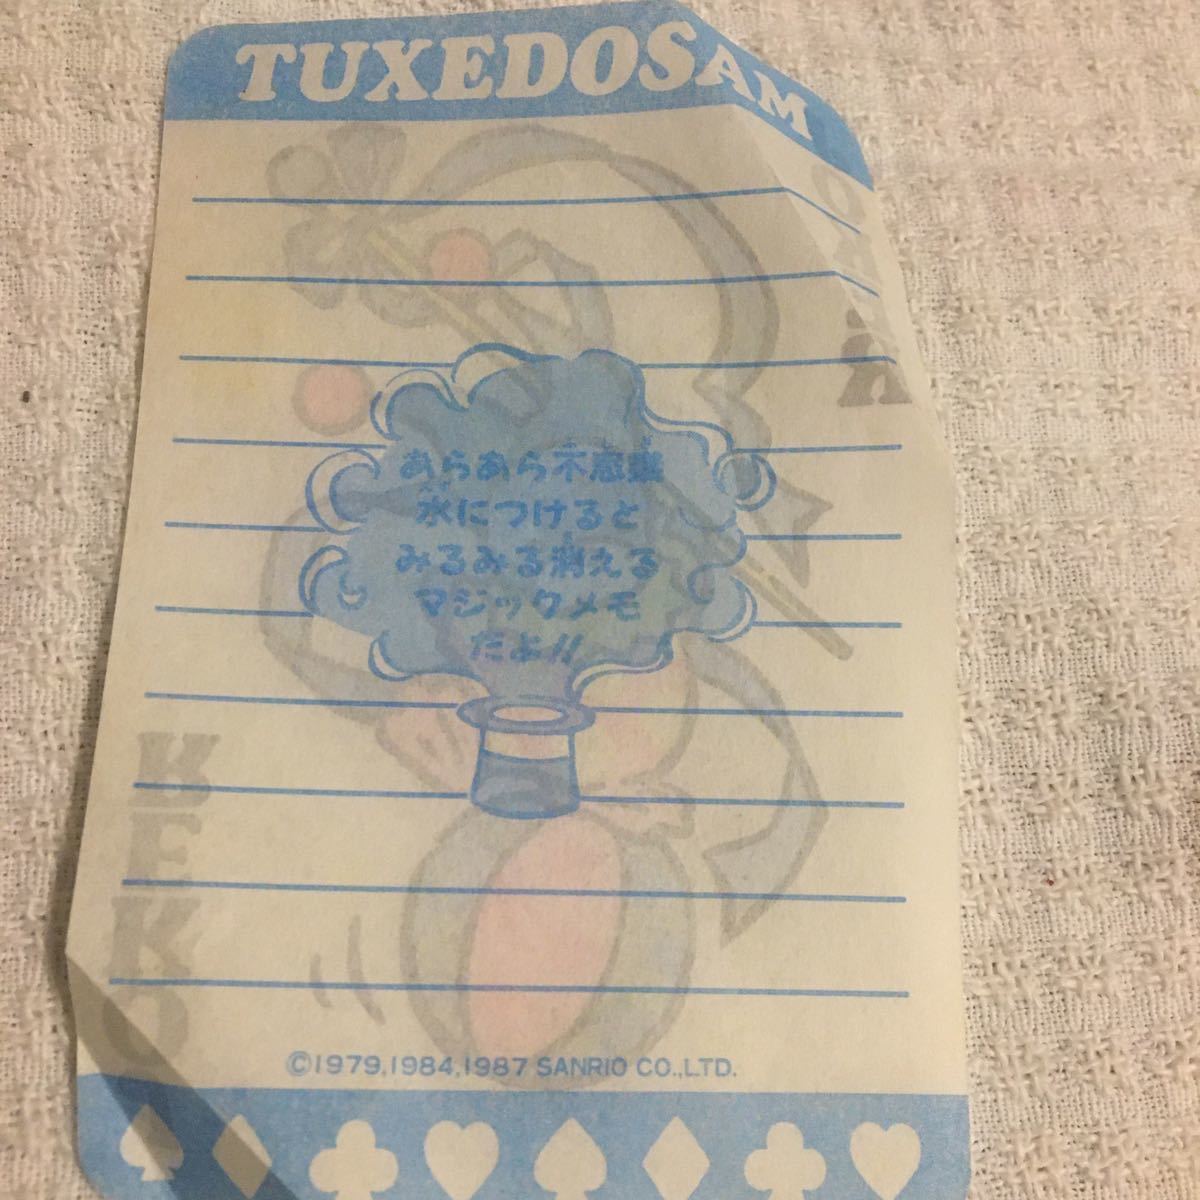 TUXEDOSAM
あらあら不思議
水につけると
みるみる消える
マジックメモ
だよ!!
©1979,1984,1987 SANRIO CO.,LTD.